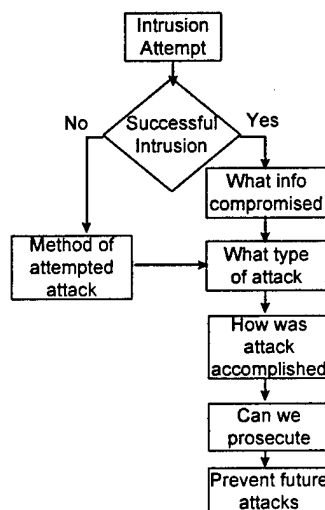 Intrusion
Attempt
No
Successful
Intrusion
Yes
What info
compromised
Method of
attempted
attack
What type
of attack
How was
attack
accomplished
Can we
prosecute
Prevent future
attacks